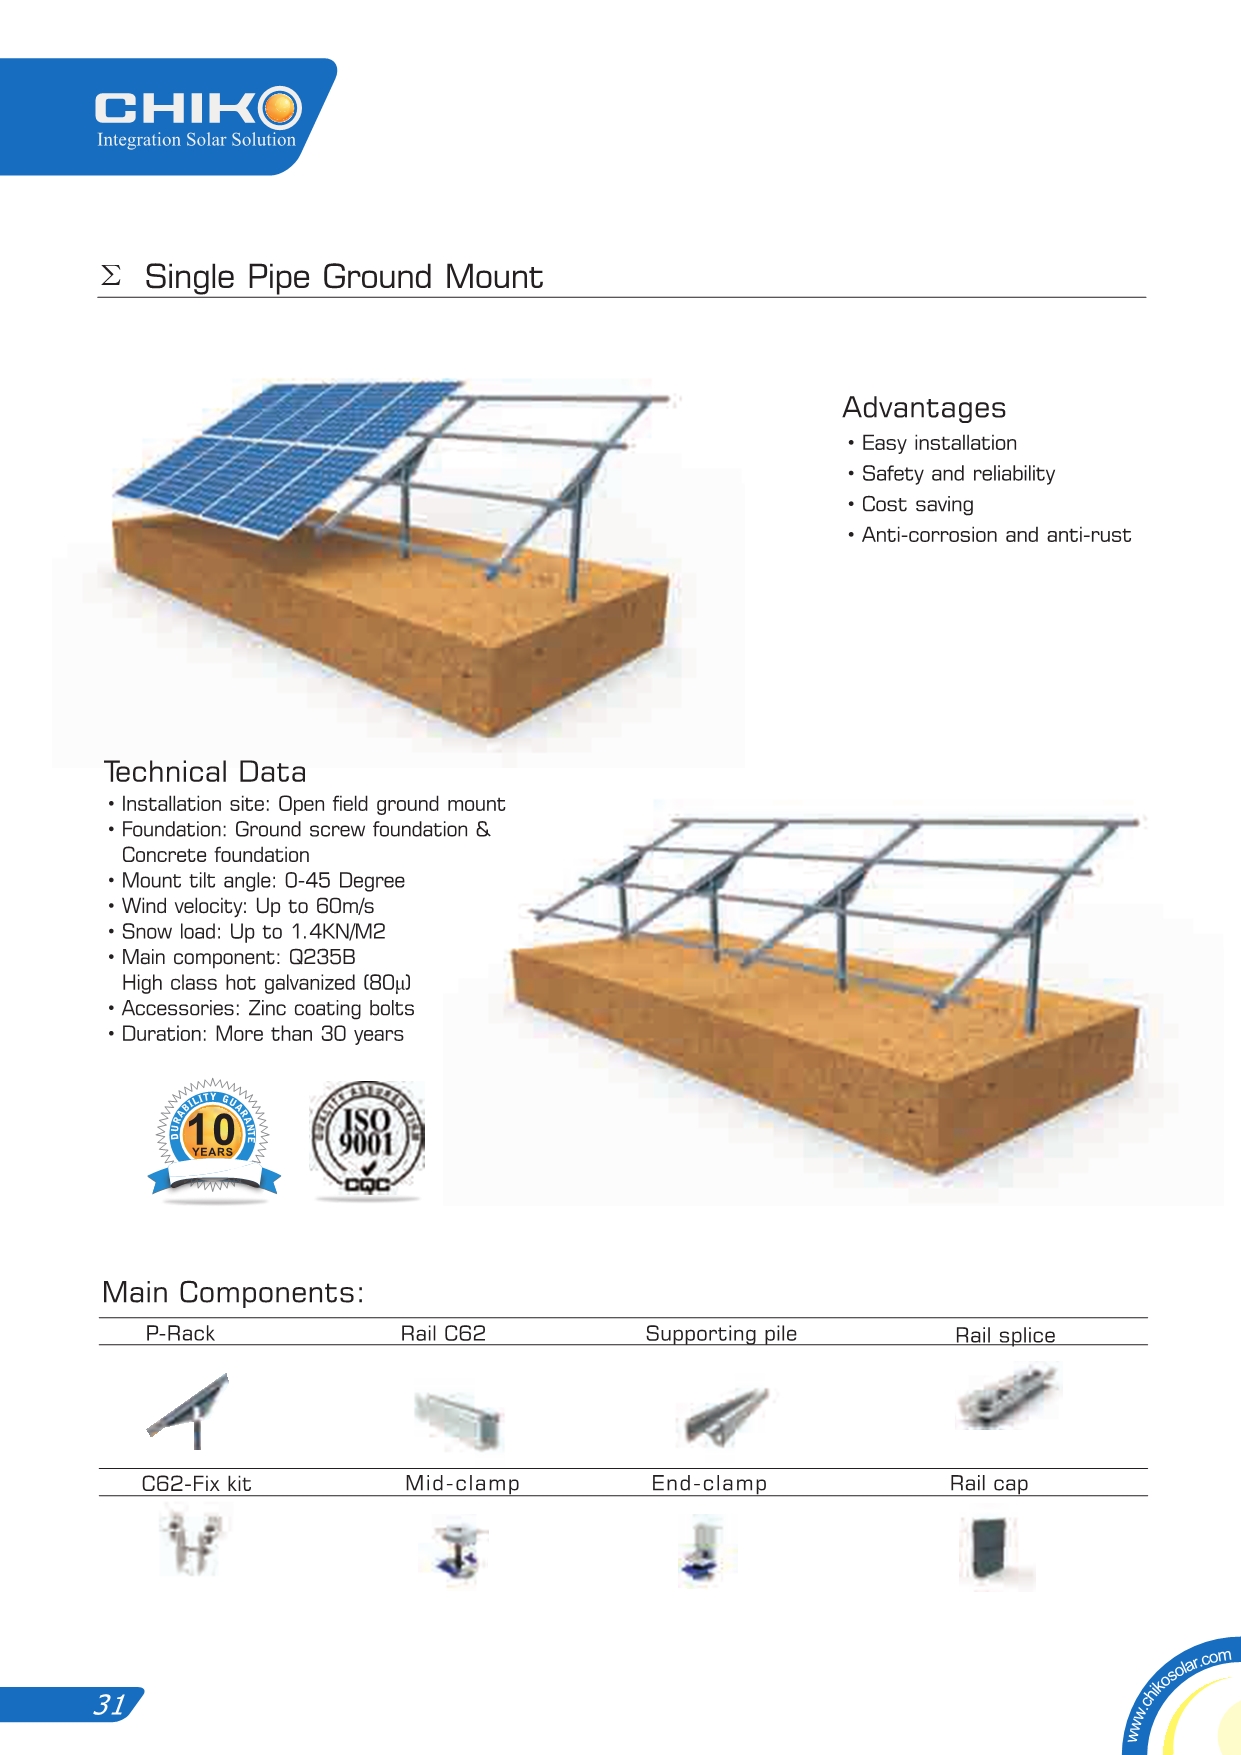 CHIKO
Integration Solar Solution
Σ Single Pipe Ground Mount
Advantages
• Easy installation
• Safety and reliability
• Cost saving
• Anti-corrosion and anti-rust
Technical Data
• Installation site: Open field ground mount
• Foundation: Ground screw foundation &
Concrete foundation
• Mount tilt angle: 0-45 Degree
• Wind velocity: Up to 60m/s
• Snow load: Up to 1.4KN/M2
• Main component: Q235B
High class hot galvanized (80μ)
• Accessories: Zinc coating bolts
• Duration: More than 30 years
DURABILITY GUARANTE
10
YEARS
QUALITY ASSURED FIRM
ISO
9001
CQC
Main Components:
P-Rack Rail C62 Supporting pile Rail splice
C62-Fix kit Mid-clamp End-clamp Rail cap
31
www.chikosolar.com